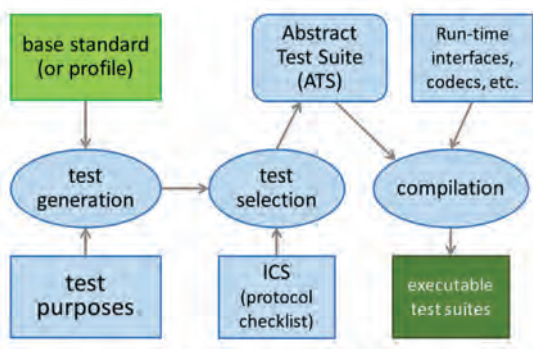 base standard
(or profile)
Abstract
Test Suite
(ATS)
Run-time
interfaces,
codecs, etc.
test
generation
test
selection
compilation
test
purposes
ICS
(protocol
checklist)
executable
test suites